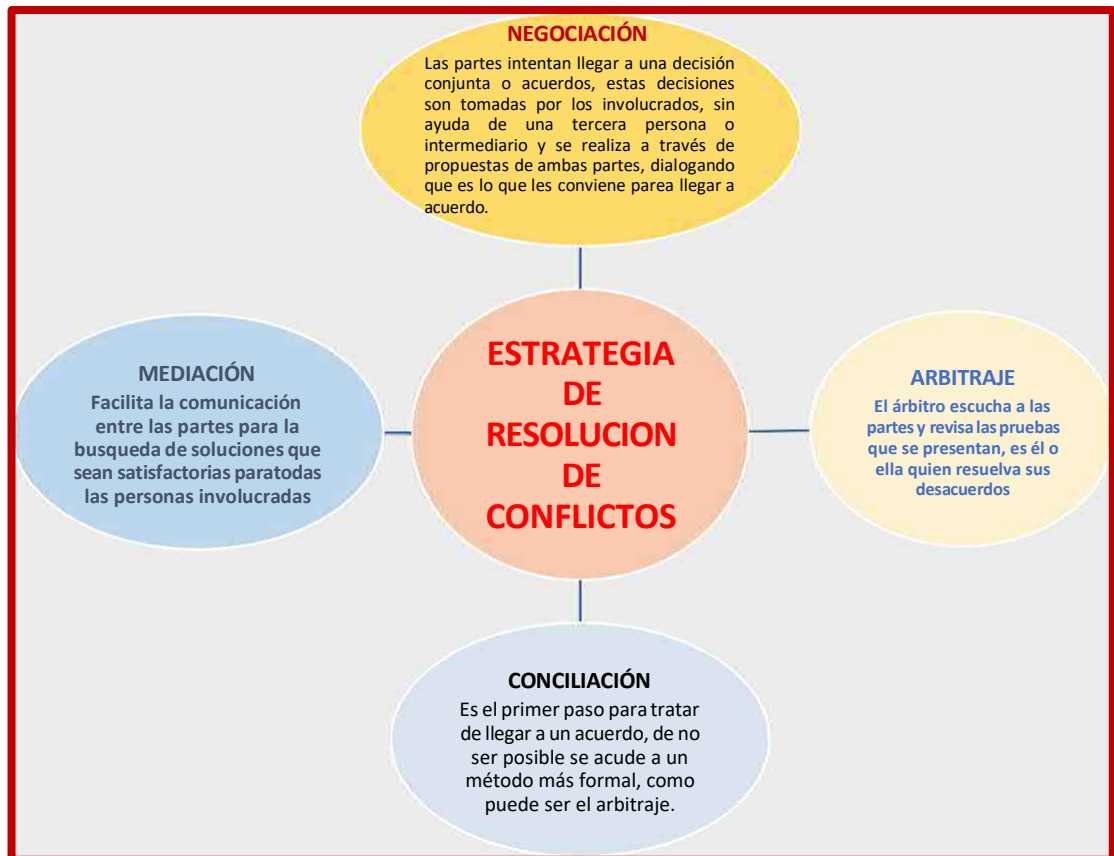 NEGOCIACIÓN
Las partes intentan llegar a una decisión
conjunta o acuerdos, estas decisiones
son tomadas por los involucrados, sin
ayuda de una tercera persona o
intermediario y se realiza a través de
propuestas de ambas partes, dialogando
que es lo que les conviene parea llegar a
acuerdo.
MEDIACIÓN
Facilita la comunicación
entre las partes para la
busqueda de soluciones que
sean satisfactorias paratodas
las personas involucradas
ESTRATEGIA
DE
RESOLUCION
DE
CONFLICTOS
ARBITRAJE
El árbitro escucha a las
partes y revisa las pruebas
que se presentan, es él o
ella quien resuelva sus
desacuerdos
CONCILIACIÓN
Es el primer paso para tratar
de llegar a un acuerdo, de no
ser posible se acude a un
método más formal, como
puede ser el arbitraje.